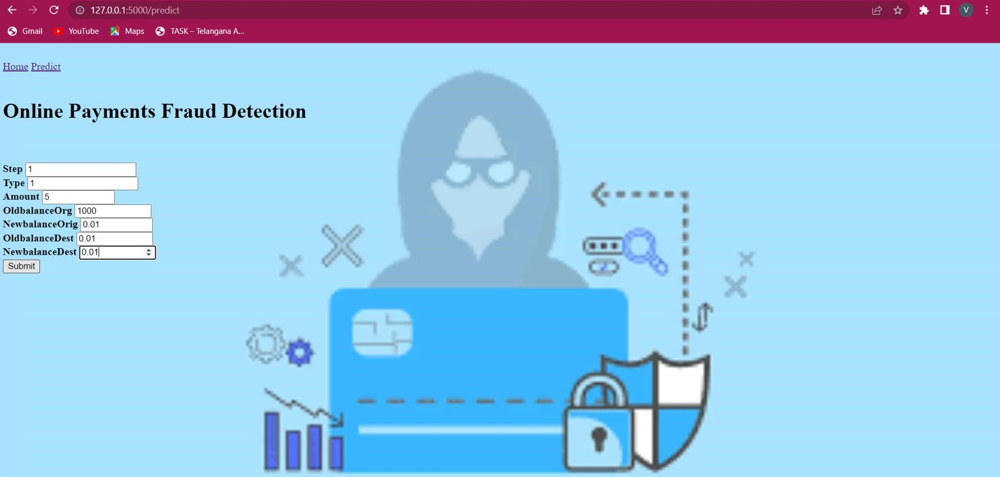 127.0.0.1:5000/predict
V
Gmail YouTube Maps TASK – Telangana A...
Home Predict
Online Payments Fraud Detection
Step 1
Type 1
Amount 5
OldbalanceOrg 1000
NewbalanceOrig 0.01
OldbalanceDest 0.01
NewbalanceDest 0.01
Submit